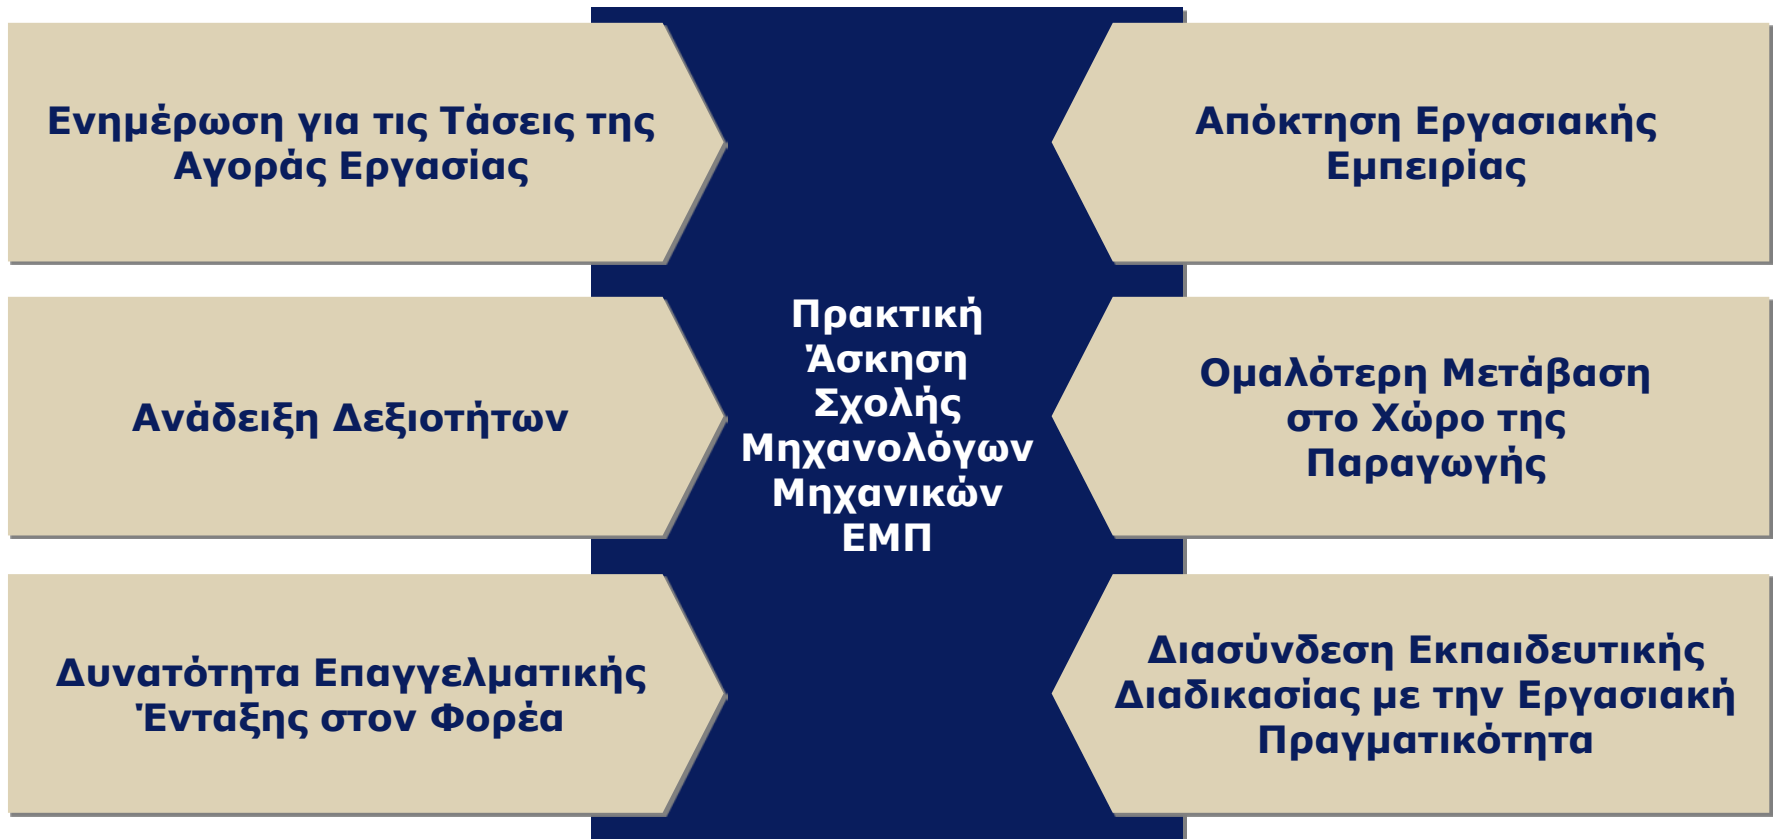 Ενημέρωση για τις Τάσεις της
Αγοράς Εργασίας
Ανάδειξη Δεξιοτήτων
Δυνατότητα Επαγγελματικής
Ένταξης στον Φορέα
Πρακτική
Άσκηση
Σχολής
Μηχανολόγων
Μηχανικών
ΕΜΠ
Απόκτηση Εργασιακής
Εμπειρίας
Ομαλότερη Μετάβαση
στο Χώρο της
Παραγωγής
Διασύνδεση Εκπαιδευτικής
Διαδικασίας με την Εργασιακή
Πραγματικότητα